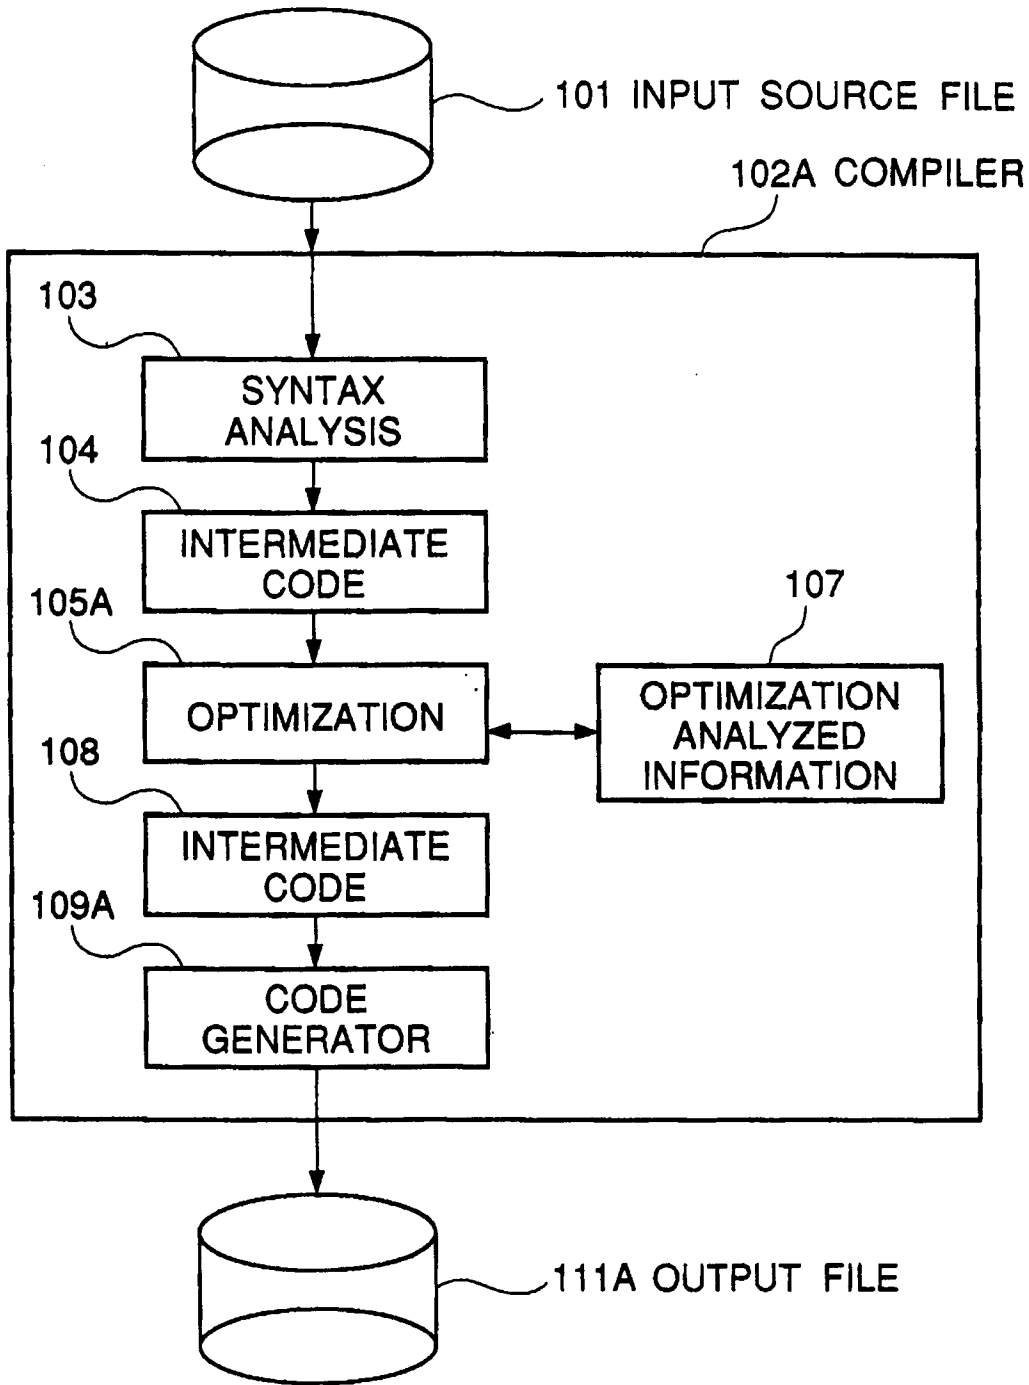 101 INPUT SOURCE FILE
102A COMPILER
103
SYNTAX
ANALYSIS
104
INTERMEDIATE
CODE
105A
OPTIMIZATION
107
OPTIMIZATION
ANALYZED
INFORMATION
108
INTERMEDIATE
CODE
109A
CODE
GENERATOR
111A OUTPUT FILE